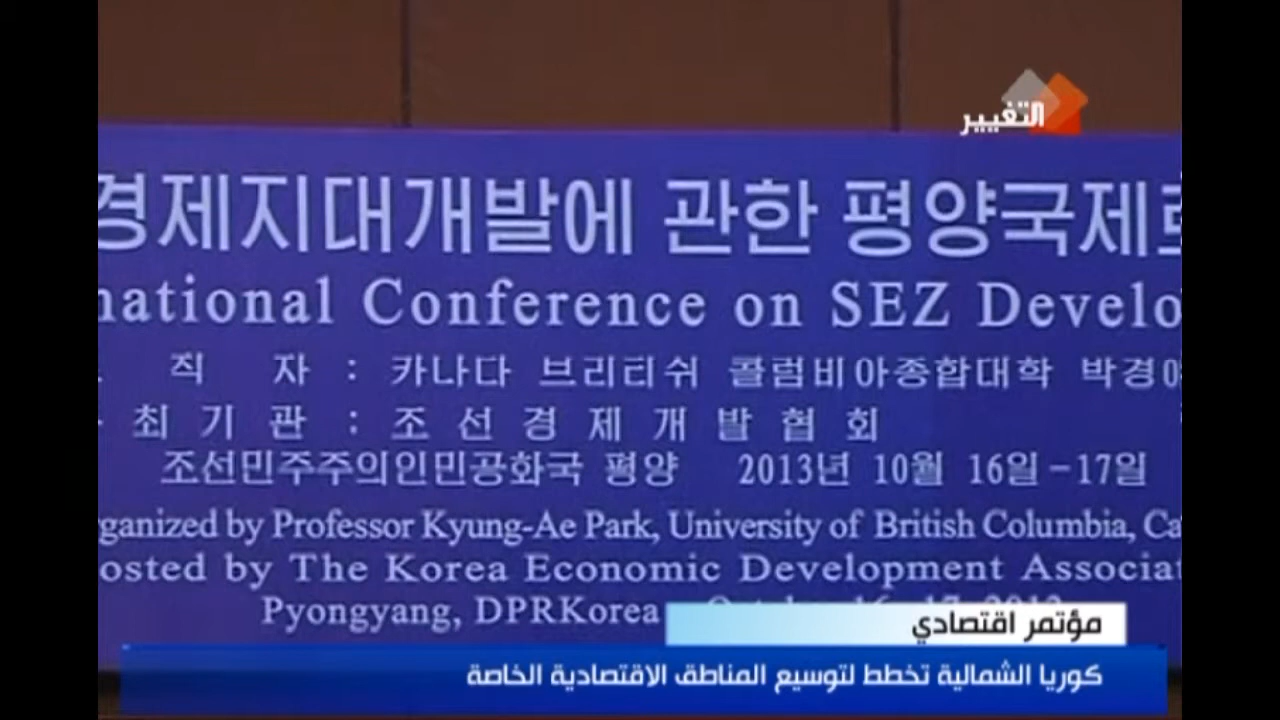 التغيير
경제지대개발에 관한 평양국제
national Conference on SEZ Develo
직 자 : 카나다 브리티쉬 콜럼비아종합대학 박경애
최 기 관 : 조 선 경 제 개 발 협 회
조선민주주의인민공화국 평양 2013년 10월 16일-17일
rganized by Professor Kyung-Ae Park, University of British Columbia, Ca
osted by The Korea Economic Development Associat
Pyongyang, DPRKorea
مؤتمر اقتصادي
كوريا الشمالية تخطط لتوسيع المناطق الاقتصادية الخاصة